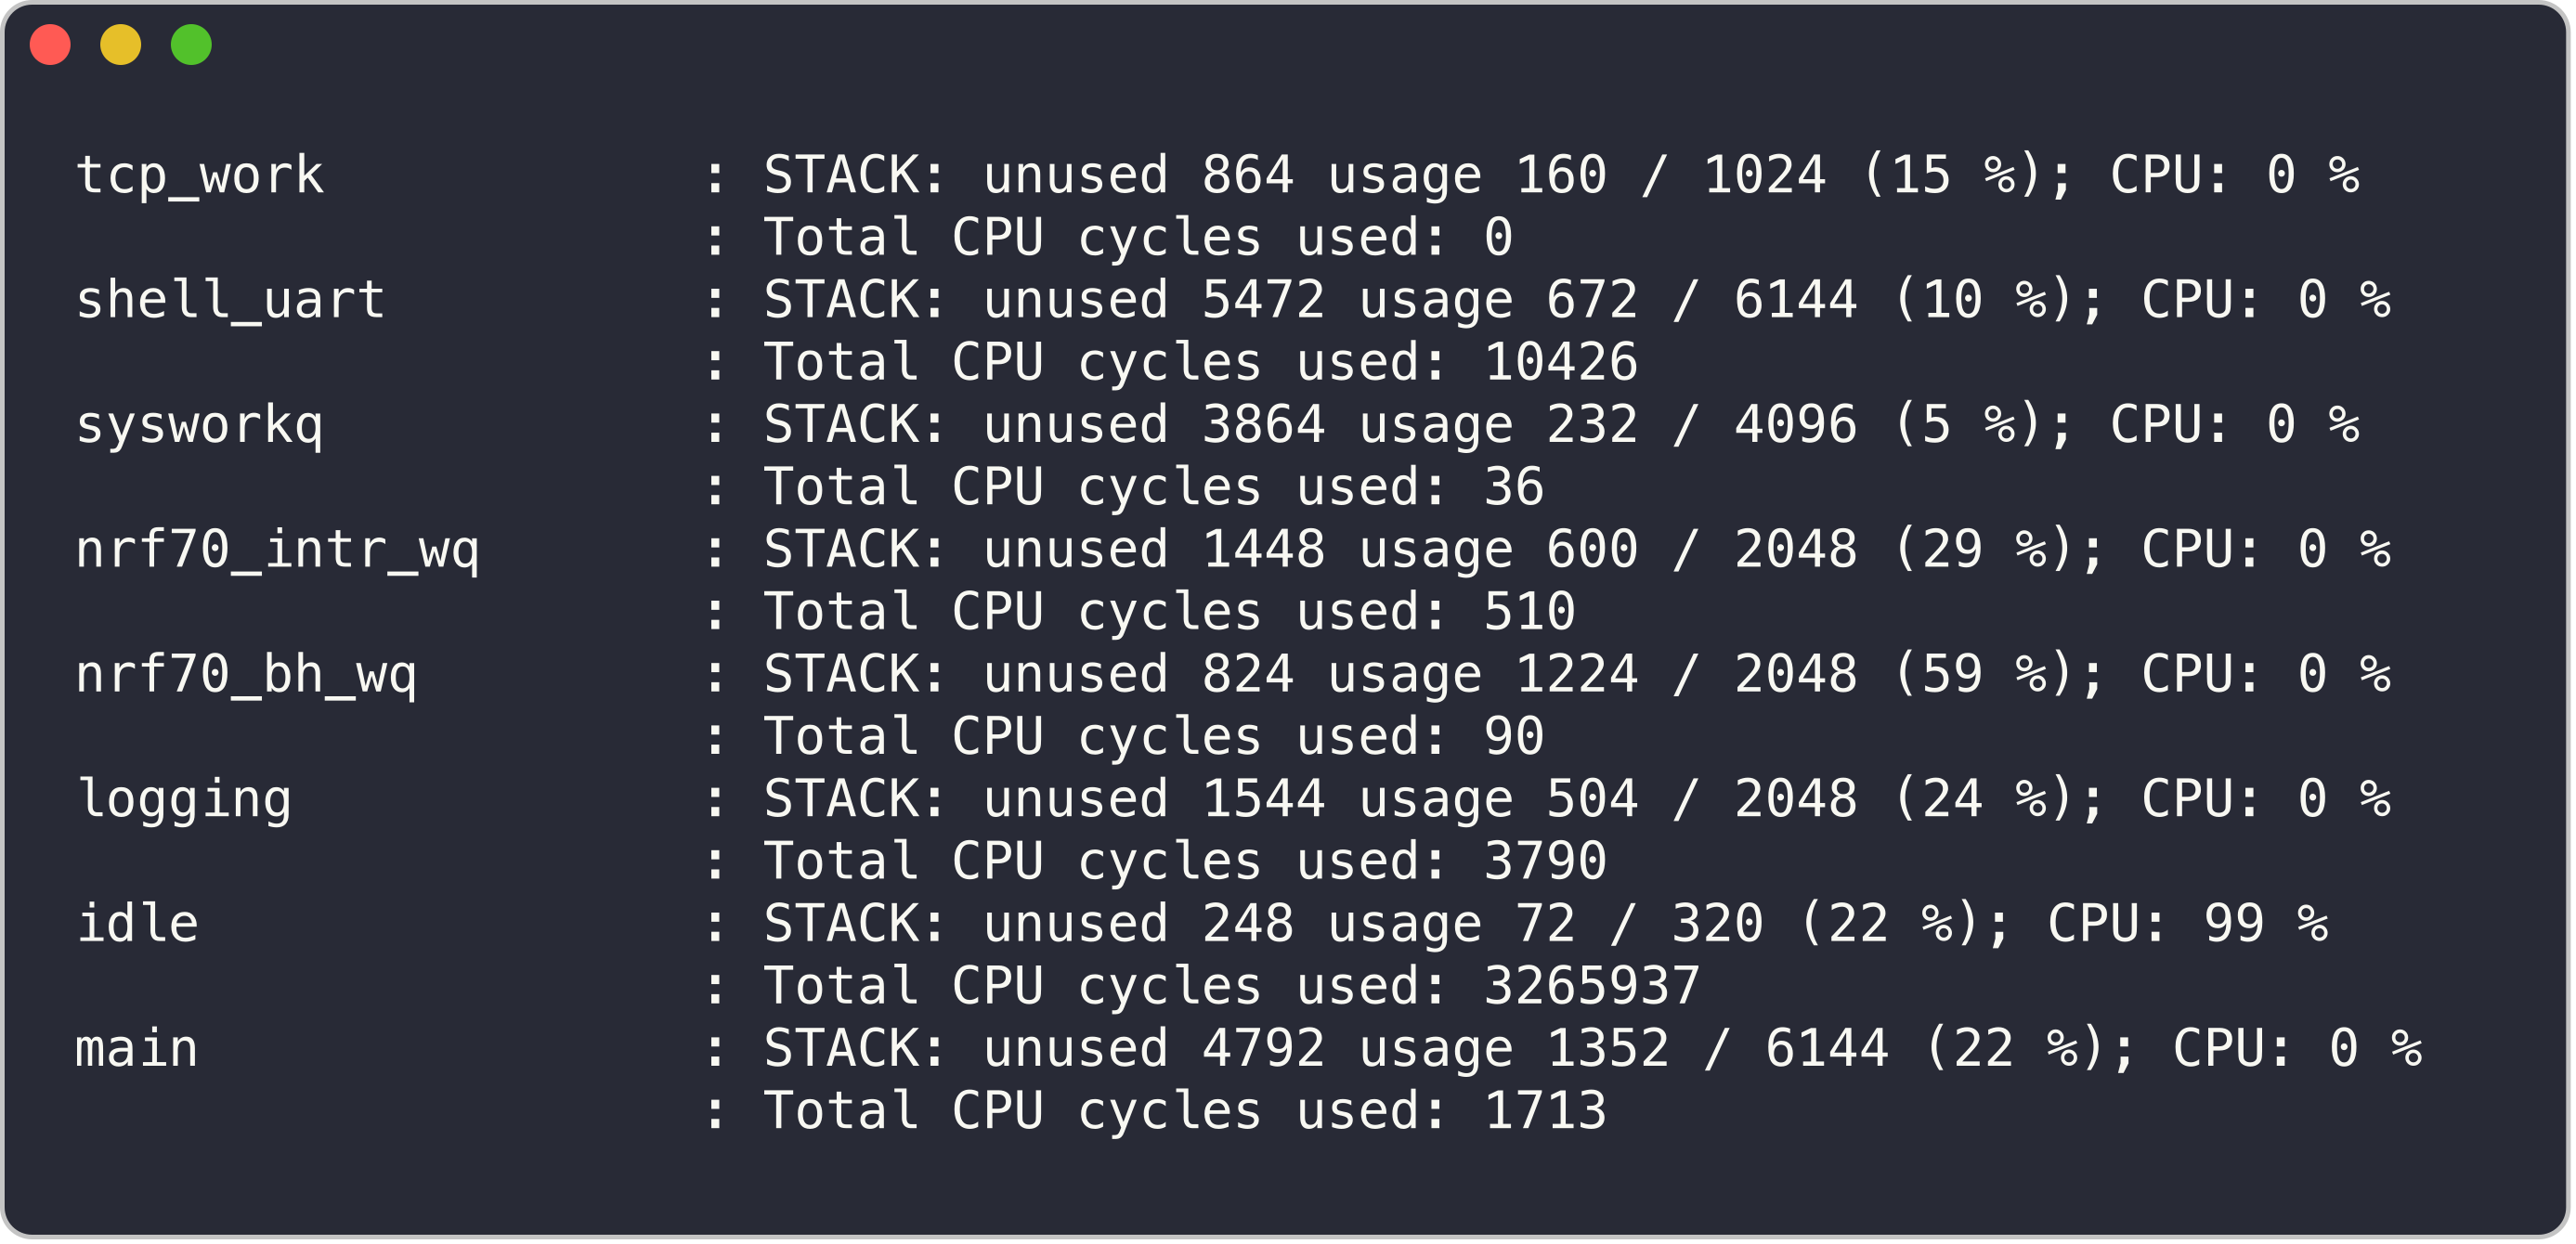 tcp_work            : STACK: unused 864 usage 160 / 1024 (15 %); CPU: 0 %
                    : Total CPU cycles used: 0
shell_uart          : STACK: unused 5472 usage 672 / 6144 (10 %); CPU: 0 %
                    : Total CPU cycles used: 10426
sysworkq            : STACK: unused 3864 usage 232 / 4096 (5 %); CPU: 0 %
                    : Total CPU cycles used: 36
nrf70_intr_wq       : STACK: unused 1448 usage 600 / 2048 (29 %); CPU: 0 %
                    : Total CPU cycles used: 510
nrf70_bh_wq         : STACK: unused 824 usage 1224 / 2048 (59 %); CPU: 0 %
                    : Total CPU cycles used: 90
logging             : STACK: unused 1544 usage 504 / 2048 (24 %); CPU: 0 %
                    : Total CPU cycles used: 3790
idle                : STACK: unused 248 usage 72 / 320 (22 %); CPU: 99 %
                    : Total CPU cycles used: 3265937
main                : STACK: unused 4792 usage 1352 / 6144 (22 %); CPU: 0 %
                    : Total CPU cycles used: 1713